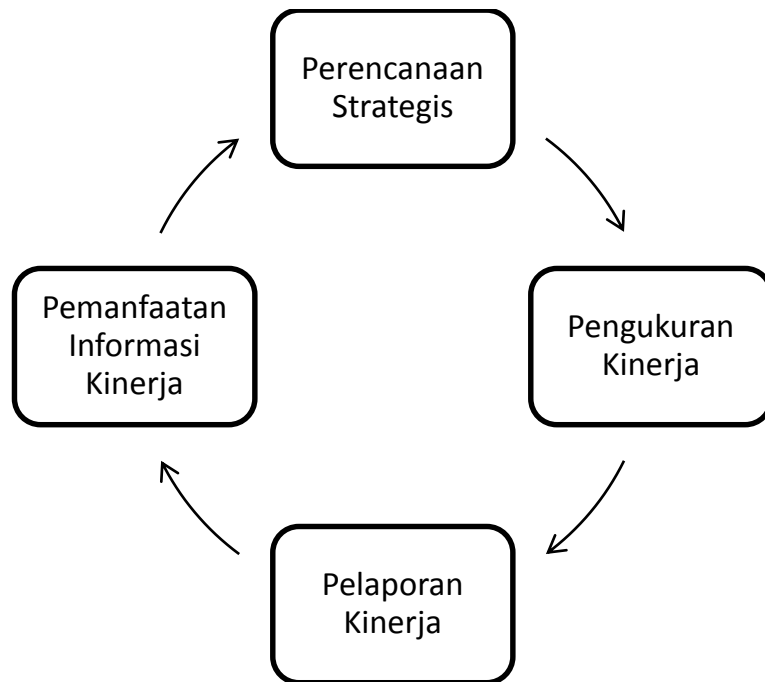 Perencanaan
Strategis
Pengukuran
Kinerja
Pelaporan
Kinerja
Pemanfaatan
Informasi
Kinerja